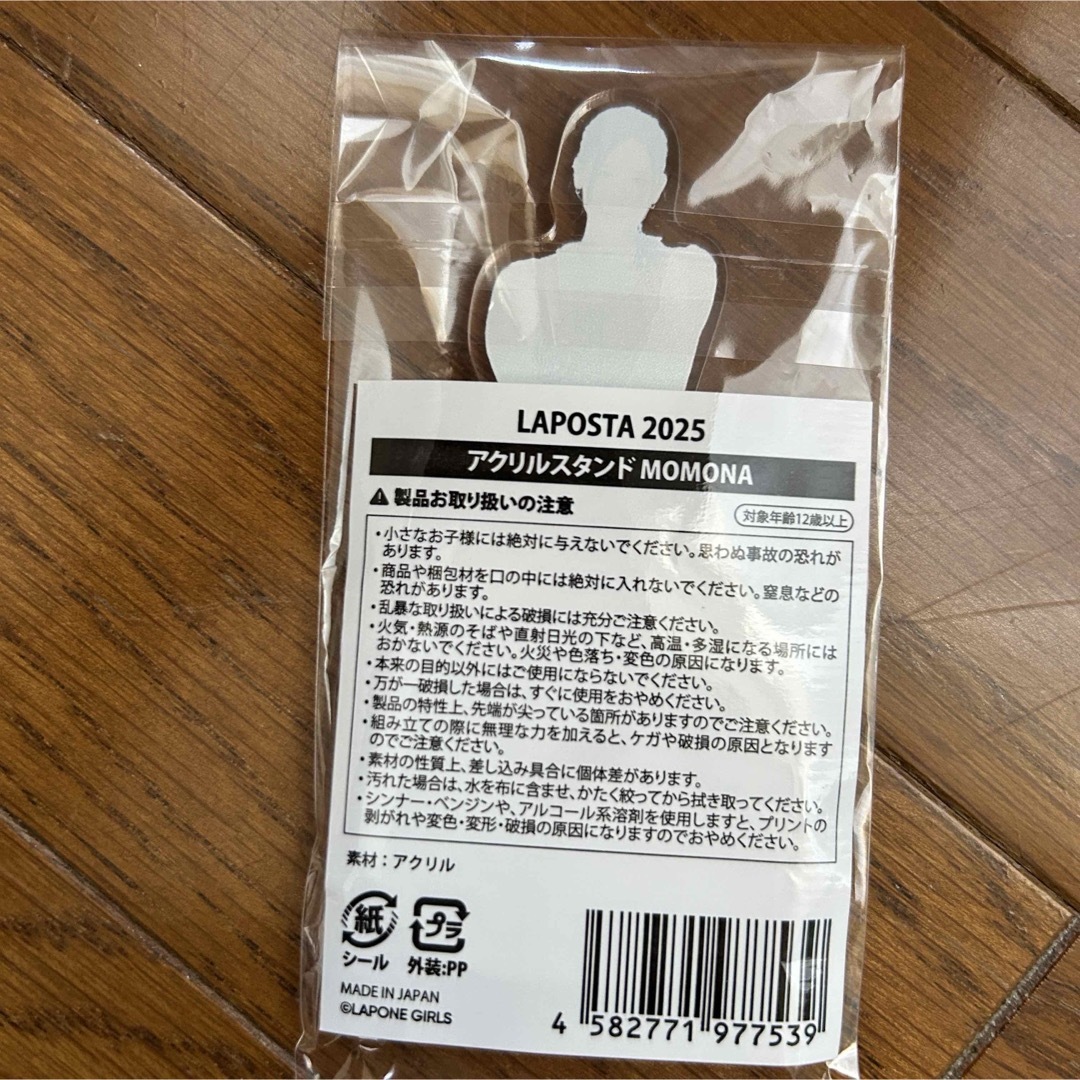 LAPOSTA 2025
アクリルスタンド MOMONA
⚠ 製品お取り扱いの注意
対象年齢12歳以上
・小さなお子様には絶対に与えないでください。思わぬ事故の恐れが
あります。
・商品や梱包材を口の中には絶対に入れないでください。窒息などの
恐れがあります。
・乱暴な取り扱いによる破損には充分ご注意ください。
・火気・熱源のそばや直射日光の下など、高温・多湿になる場所には
おかないでください。火災や色落ち・変色の原因になります。
・本来の目的以外にはご使用にならないでください。
・万が一破損した場合は、すぐに使用をおやめください。
・製品の特性上、先端が尖っている箇所がありますのでご注意ください。
・組み立ての際に無理な力を加えると、ケガや破損の原因となります
のでご注意ください。
・素材の性質上、差し込み具合に個体差があります。
・汚れた場合は、水を布に含ませ、かたく絞ってから拭き取ってください。
・シンナー・ベンジンや、アルコール系溶剤を使用しますと、プリントの
剥がれや変色・変形・破損の原因になりますのでおやめください。
素材：アクリル
紙
シール
プラ
外装:PP
MADE IN JAPAN
©LAPONE GIRLS
4 582771 977539